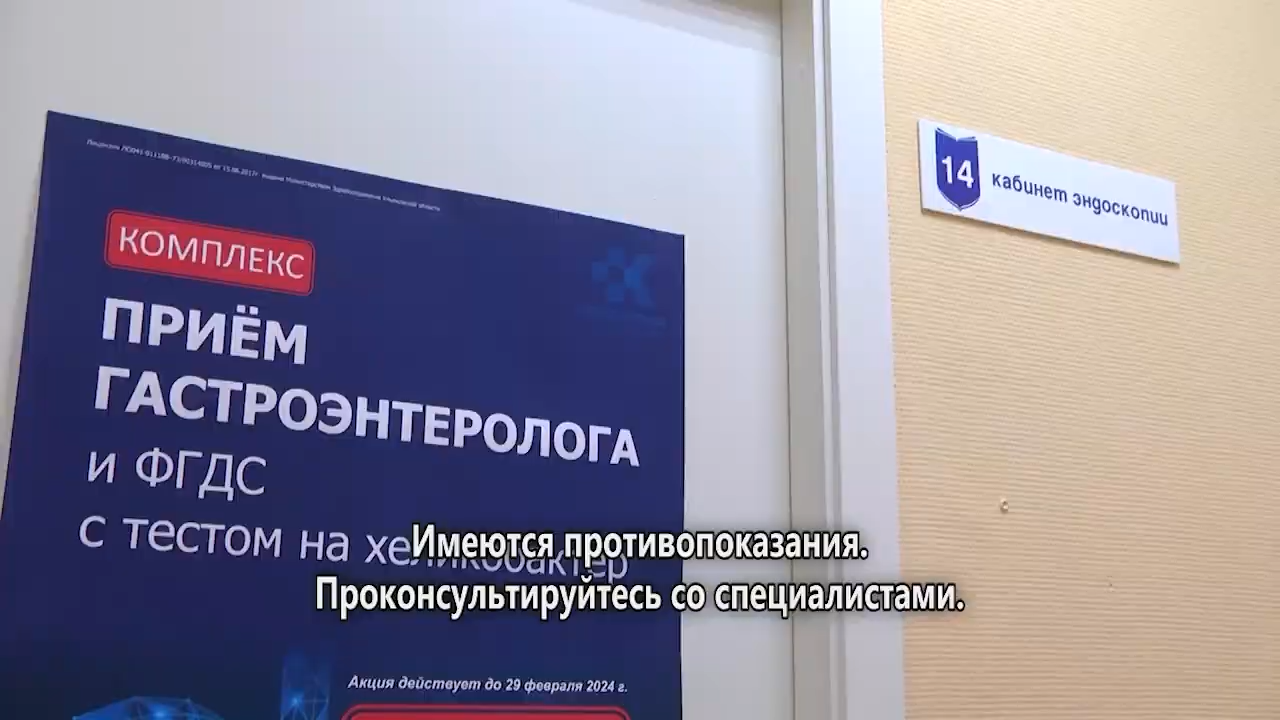 КОМПЛЕКС
ПРИЁМ
ГАСТРОЭНТЕРОЛОГА
и ФГДС
с тестом на хеликобактер
Акция действует до 29 февраля 2024 г.
14
кабинет эндоскопии
Имеются противопоказания.
Проконсультируйтесь со специалистами.